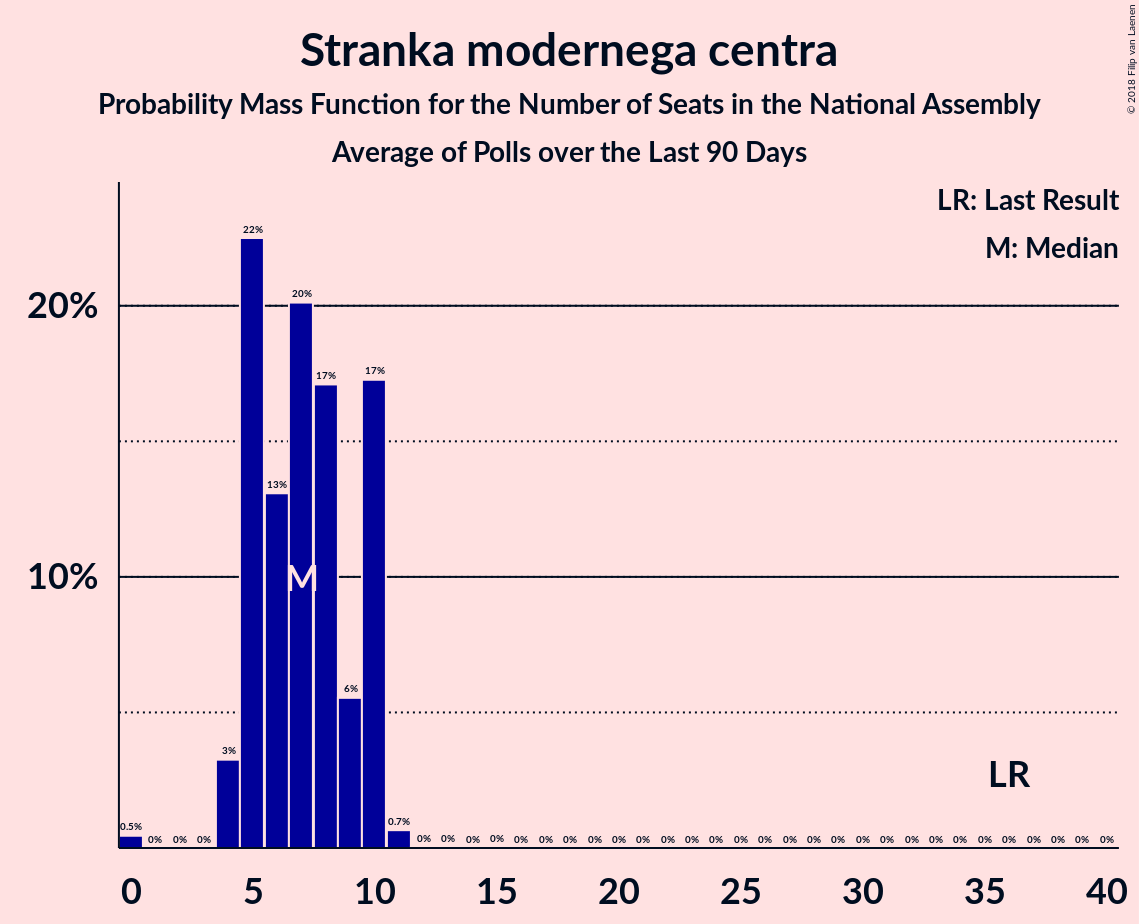 Stranka modernega centra
Probability Mass Function for the Number of Seats in the National Assembly
Average of Polls over the Last 90 Days
© 2018 Filip van Laenen
LR: Last Result
M: Median
22%
20%
20%
17%
17%
13%
10%
M
6%
3%
LR
0.5%
0%
0%
0%
0.7%
0% 0% 0% 0% 0% 0% 0% 0% 0% 0% 0% 0% 0% 0% 0% 0% 0% 0% 0% 0% 0% 0% 0% 0% 0% 0% 0% 0% 0%
0 5 10 15 20 25 30 35 40